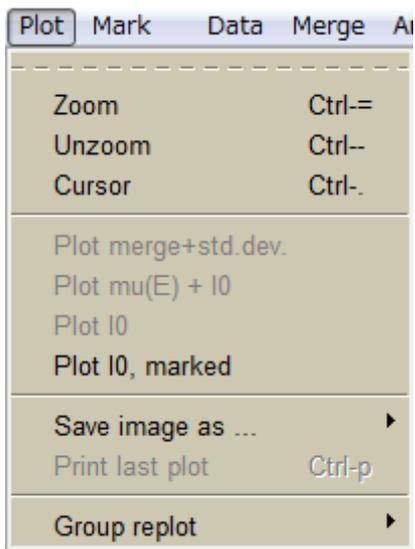 Plot Mark Data Merge
Zoom Ctrl-=
Unzoom Ctrl--
Cursor Ctrl-.
Plot merge+std.dev.
Plot mu(E) + I0
Plot I0
Plot I0, marked
Save image as ...
Print last plot Ctrl-p
Group replot